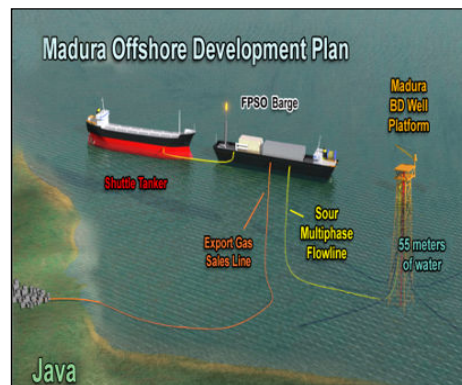 Madura Offshore Development Plan
FPSO Barge
Madura
BD Well
Platform
Shuttle Tanker
Export Gas
Sales Line
Sour
Multiphase
Flowline
55 meters
of water
Java